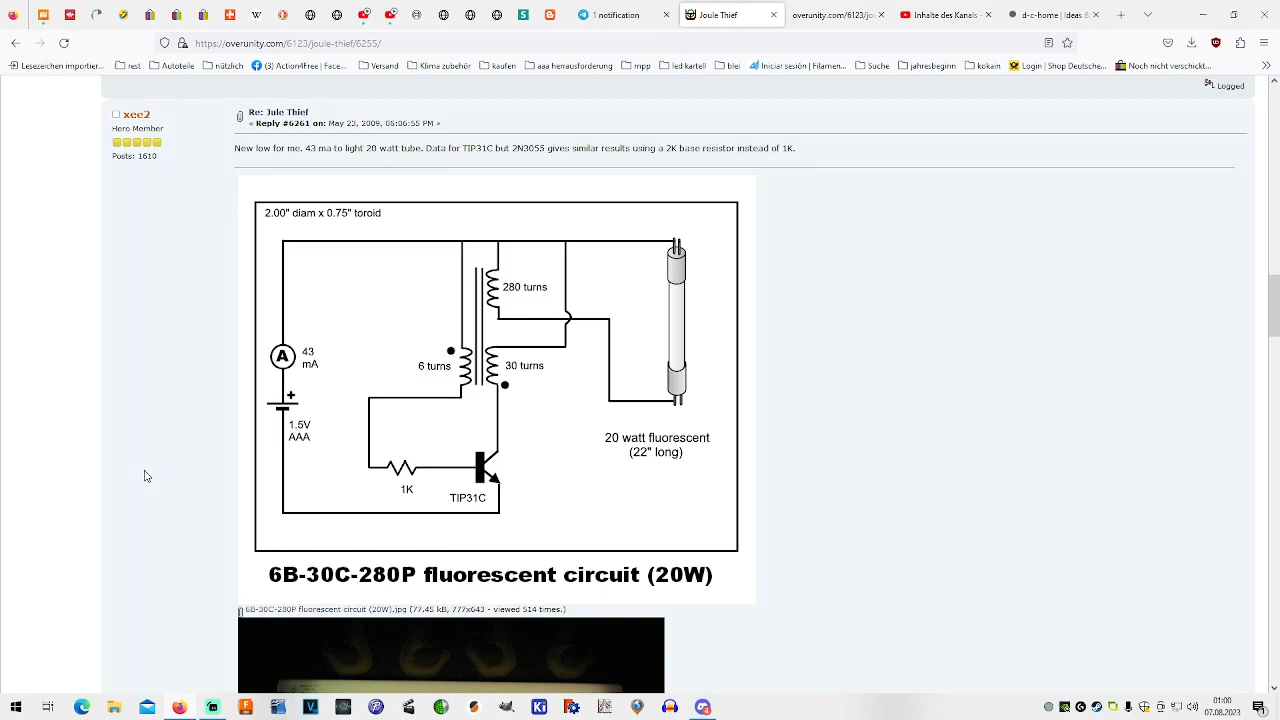 1 notification
Joule Thief
overunity.com/123/j
Inhalte des Kanals
d-c-home - Ideal
https://overunity.com/6123/joule-thief/6255/
Lesezeichen importier...
rest
Autoteile
nützlich
(3) Action4Free | Face...
Versand
Klima zubehör
kaufen
aaa herausforderung
mpp
led kartell
blei
Iniciar sesión | Filamen...
Suche
jahresbeginn
kokain
Login | Shop Deutsche...
Noch nicht verschickt...
Logged
xee2
Re: Jule Thief
« Reply #6261 on: May 23, 2009, 06:06:55 PM »
Hero Member
Posts: 1610
New low for me. 43 ma to light 20 watt tube. Data for TIP31C but 2N3055 gives similar results using a 2K base resistor instead of 1K.
2.00" diam x 0.75" toroid
280 turns
A
43
mA
6 turns
30 turns
+
1.5V
AAA
20 watt fluorescent
(22" long)
1K
TIP31C
6B-30C-280P fluorescent circuit (20W)
6B-30C-280P fluorescent circuit (20W).jpg (77.45 kB, 777x643 - viewed 514 times.)
01:00
07.08.2023